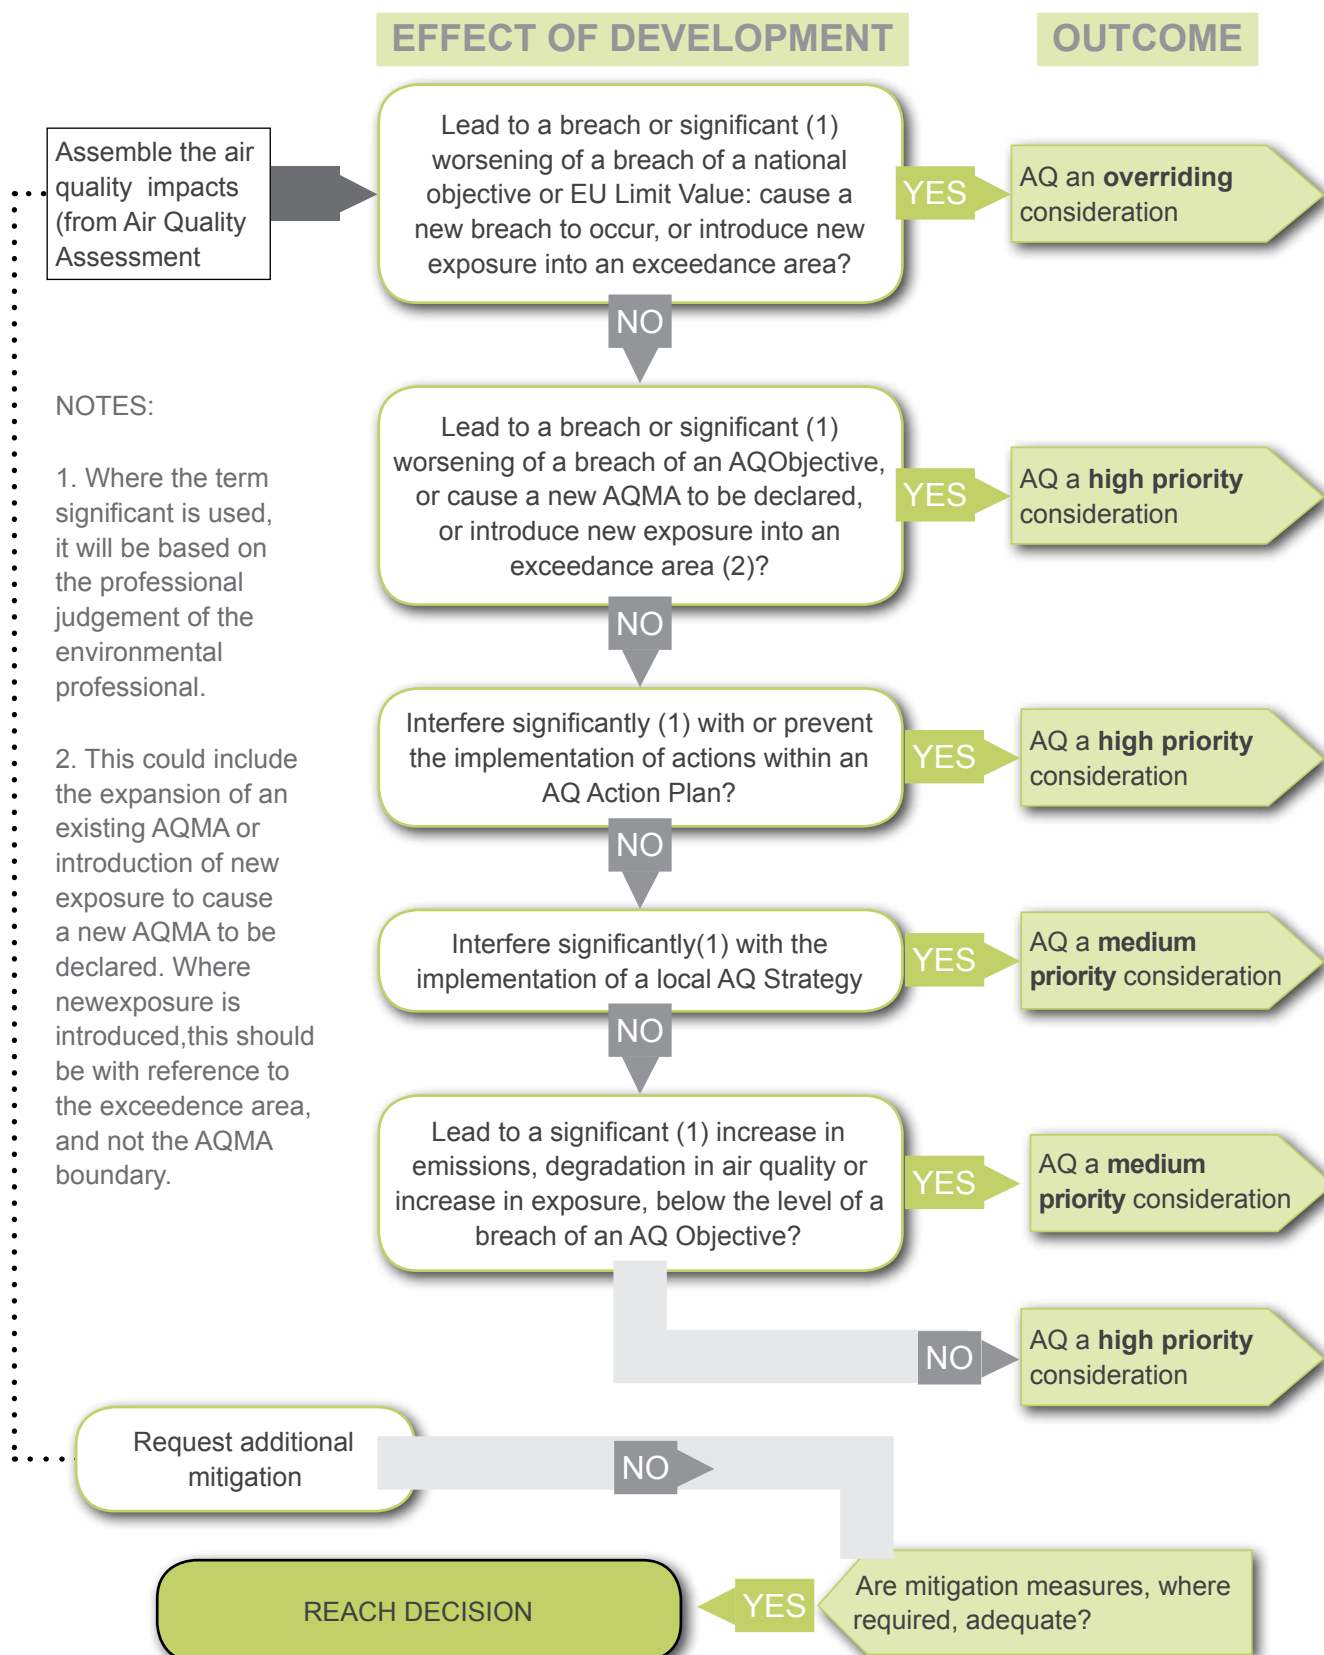 EFFECT OF DEVELOPMENT
OUTCOME
Assemble the air
quality impacts
(from Air Quality
Assessment
Lead to a breach or significant (1)
worsening of a breach of a national
objective or EU Limit Value: cause a
new breach to occur, or introduce new
exposure into an exceedance area?
YES
AQ an overriding
consideration
NO
Lead to a breach or significant (1)
worsening of a breach of an AQObjective,
or cause a new AQMA to be declared,
or introduce new exposure into an
exceedance area (2)?
YES
AQ a high priority
consideration
NO
Interfere significantly (1) with or prevent
the implementation of actions within an
AQ Action Plan?
YES
AQ a high priority
consideration
NO
Interfere significantly(1) with the
implementation of a local AQ Strategy
YES
AQ a medium
priority consideration
NO
Lead to a significant (1) increase in
emissions, degradation in air quality or
increase in exposure, below the level of a
breach of an AQ Objective?
YES
AQ a medium
priority consideration
NO
AQ a high priority
consideration
NOTES:
1. Where the term
significant is used,
it will be based on
the professional
judgement of the
environmental
professional.
2. This could include
the expansion of an
existing AQMA or
introduction of new
exposure to cause
a new AQMA to be
declared. Where
newexposure is
introduced,this should
be with reference to
the exceedence area,
and not the AQMA
boundary.
Request additional
mitigation
NO
Are mitigation measures, where
required, adequate?
YES
REACH DECISION